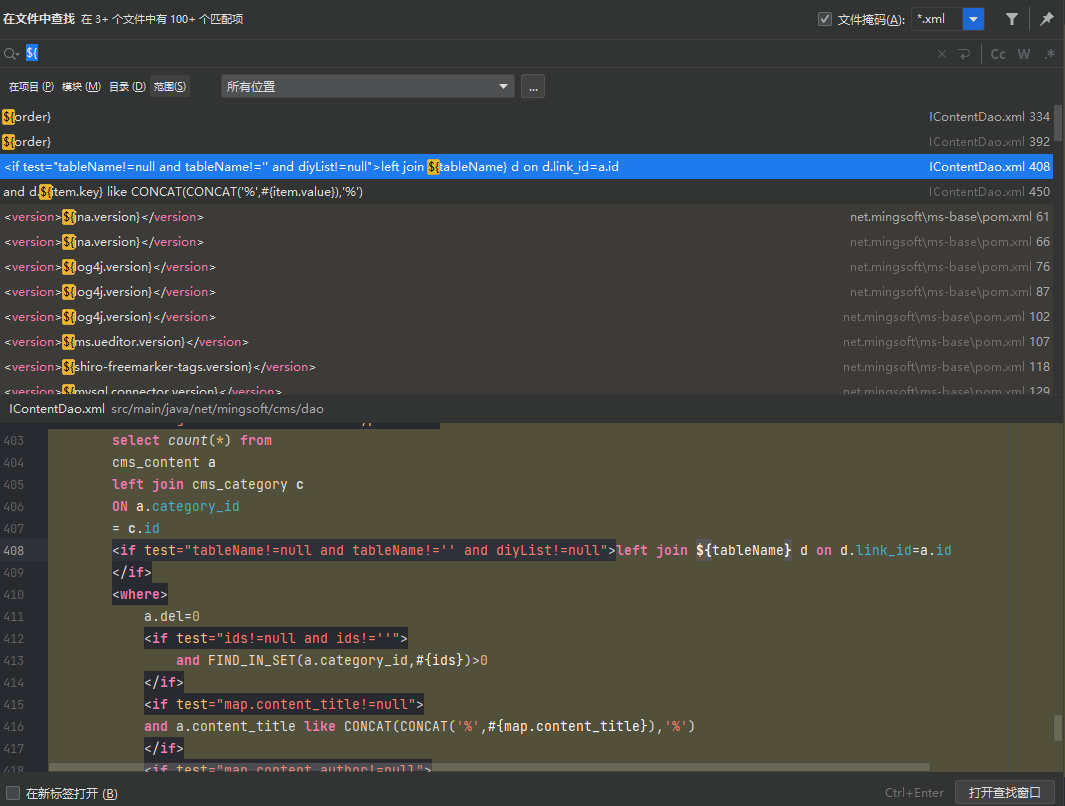 在文件中查找 在 3+ 个文件中有 100+ 个匹配项 文件掩码(A): *.xml
${ Cc W .*
在项目 (P) 模块 (M) 目录 (D) 范围(S) 所有位置 ...
${order} IContentDao.xml 334
${order} IContentDao.xml 392
<if test="tableName!=null and tableName!='' and diyList!=null">left join ${tableName} d on d.link_id=a.id IContentDao.xml 408
and d.${item.key} like CONCAT(CONCAT('%',#{item.value}),'%') IContentDao.xml 450
<version>${jna.version}</version> net.mingsoft\ms-base\pom.xml 61
<version>${jna.version}</version> net.mingsoft\ms-base\pom.xml 66
<version>${log4j.version}</version> net.mingsoft\ms-base\pom.xml 76
<version>${log4j.version}</version> net.mingsoft\ms-base\pom.xml 87
<version>${log4j.version}</version> net.mingsoft\ms-base\pom.xml 102
<version>${ms.ueditor.version}</version> net.mingsoft\ms-base\pom.xml 107
<version>${shiro-freemarker-tags.version}</version> net.mingsoft\ms-base\pom.xml 118
<version>${mysql.connector.version}</version> net.mingsoft\ms-base\pom.xml 129
IContentDao.xml src/main/java/net/mingsoft/cms/dao
403 select count(*) from
404 cms_content a
405 left join cms_category c
406 ON a.category_id
407 = c.id
408 <if test="tableName!=null and tableName!='' and diyList!=null">left join ${tableName} d on d.link_id=a.id
409 </if>
410 <where>
411 a.del=0
412 <if test="ids!=null and ids!=''">
413 and FIND_IN_SET(a.category_id,#{ids})>0
414 </if>
415 <if test="map.content_title!=null">
416 and a.content_title like CONCAT(CONCAT('%',#{map.content_title}),'%')
417 </if>
418 <if test="map.content_author!=null">
在新标签打开 (B) Ctrl+Enter 打开查找窗口